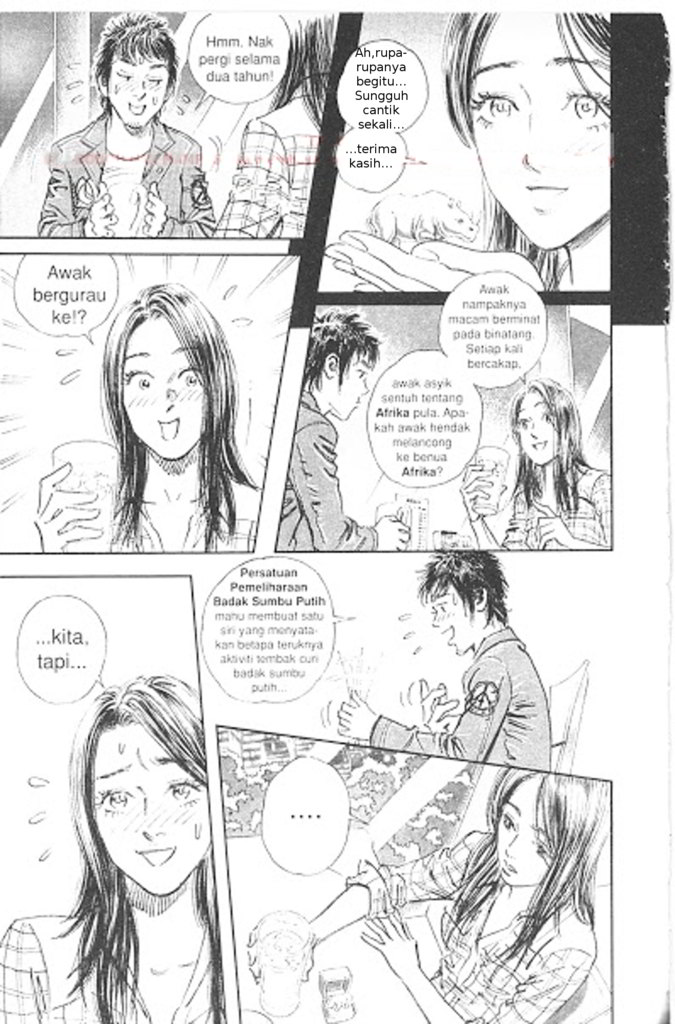 Hmm. Nak
pergi selama
dua tahun!
Ah,rupa-
rupanya
begitu...
Sungguh
cantik
sekali...
...terima
kasih...
Awak
bergurau
ke!?
Awak
nampaknya
macam berminat
pada binatang.
Setiap kali
bercakap,
awak asyik
sentuh tentang
Afrika pula. Apa-
kah awak hendak
melancong
ke benua
Afrika?
Persatuan
Pemeliharaan
Badak Sumbu Putih
mahu membuat satu
siri yang menyata-
kan betapa teruknya
aktiviti tembak curi
badak sumbu
putih...
...kita,
tapi...
....